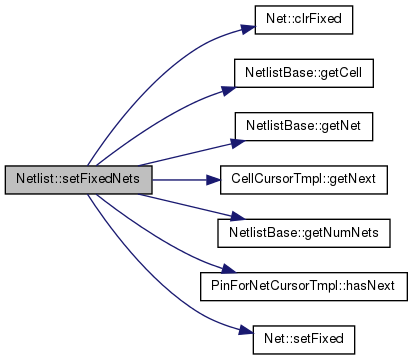 Net::clrFixed
NetlistBase::getCell
NetlistBase::getNet
Netlist::setFixedNets
CellCursorTmpl::getNext
NetlistBase::getNumNets
PinForNetCursorTmpl::hasNext
Net::setFixed